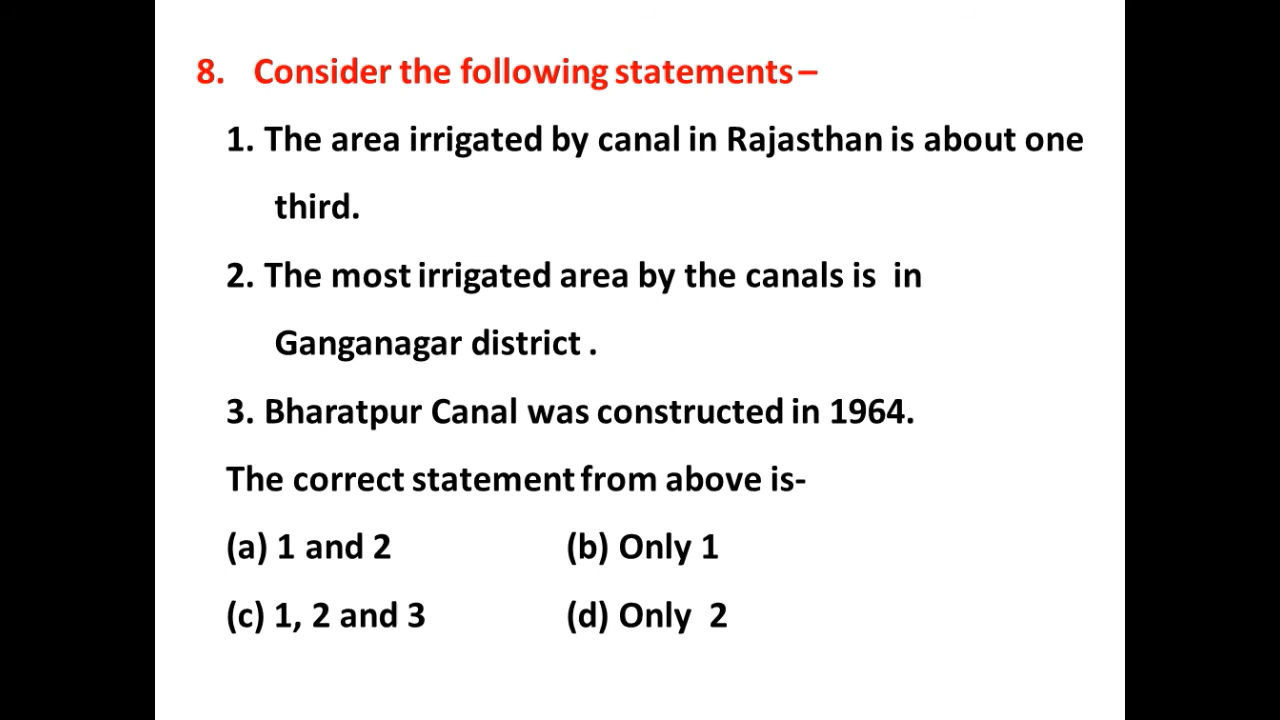 8. Consider the following statements –
1. The area irrigated by canal in Rajasthan is about one
third.
2. The most irrigated area by the canals is in
Ganganagar district .
3. Bharatpur Canal was constructed in 1964.
The correct statement from above is-
(a) 1 and 2 (b) Only 1
(c) 1, 2 and 3 (d) Only 2